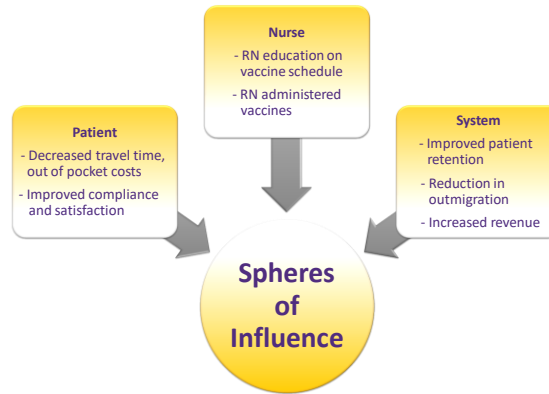 Nurse
- RN education on
vaccine schedule
- RN administered
vaccines
Patient
- Decreased travel time,
out of pocket costs
- Improved compliance
and satisfaction
System
- Improved patient
retention
- Reduction in
outmigration
- Increased revenue
Spheres
of
Influence